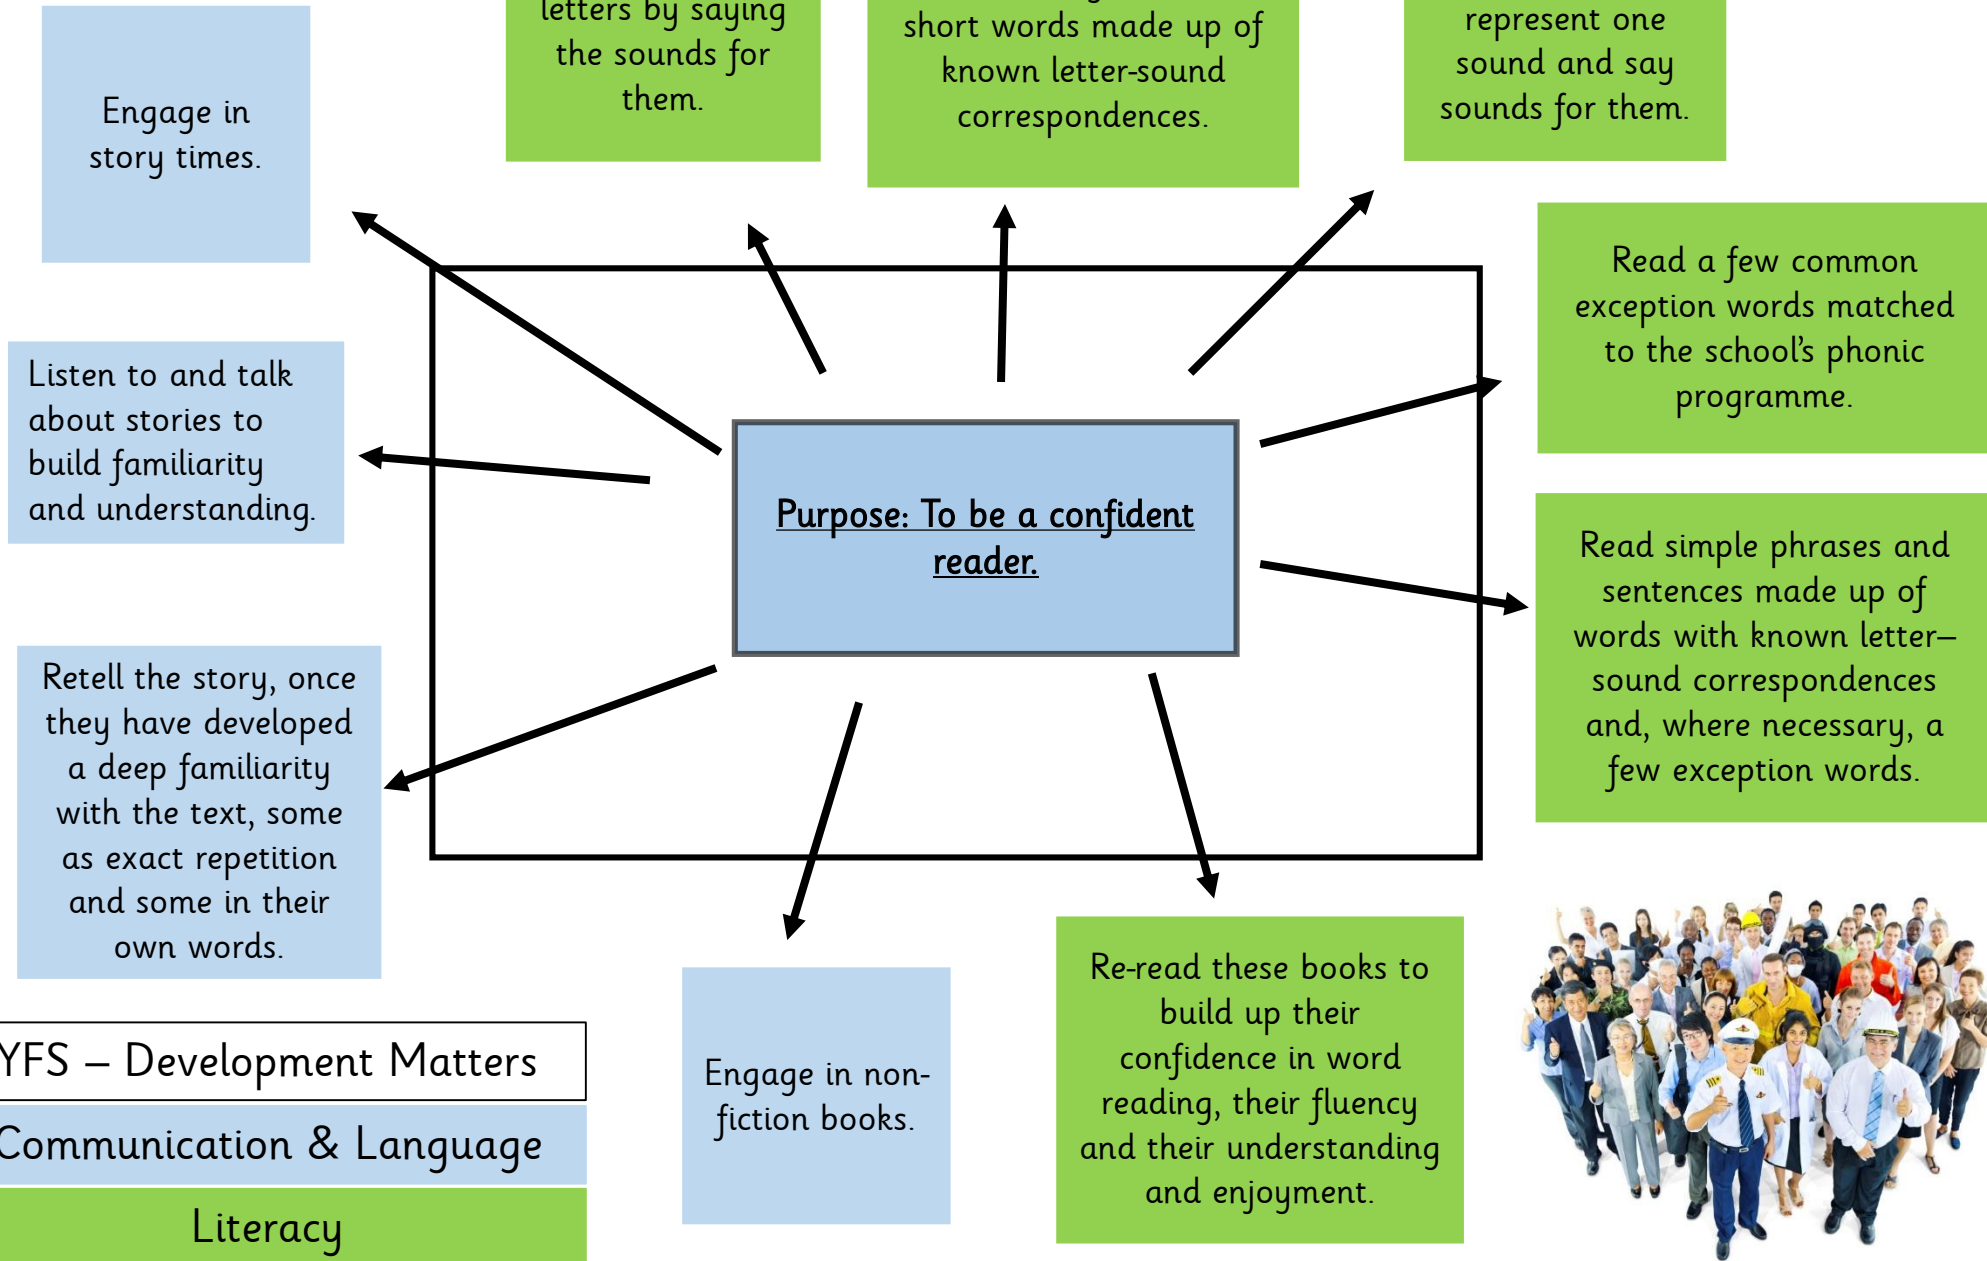 letters by saying
the sounds for
them.
short words made up of
known letter-sound
correspondences.
represent one
sound and say
sounds for them.
Engage in
story times.
Read a few common
exception words matched
to the school's phonic
programme.
Listen to and talk
about stories to
build familiarity
and understanding.
Purpose: To be a confident
reader.
Read simple phrases and
sentences made up of
words with known letter–
sound correspondences
and, where necessary, a
few exception words.
Retell the story, once
they have developed
a deep familiarity
with the text, some
as exact repetition
and some in their
own words.
Engage in non-
fiction books.
Re-read these books to
build up their
confidence in word
reading, their fluency
and their understanding
and enjoyment.
YFS – Development Matters
Communication & Language
Literacy